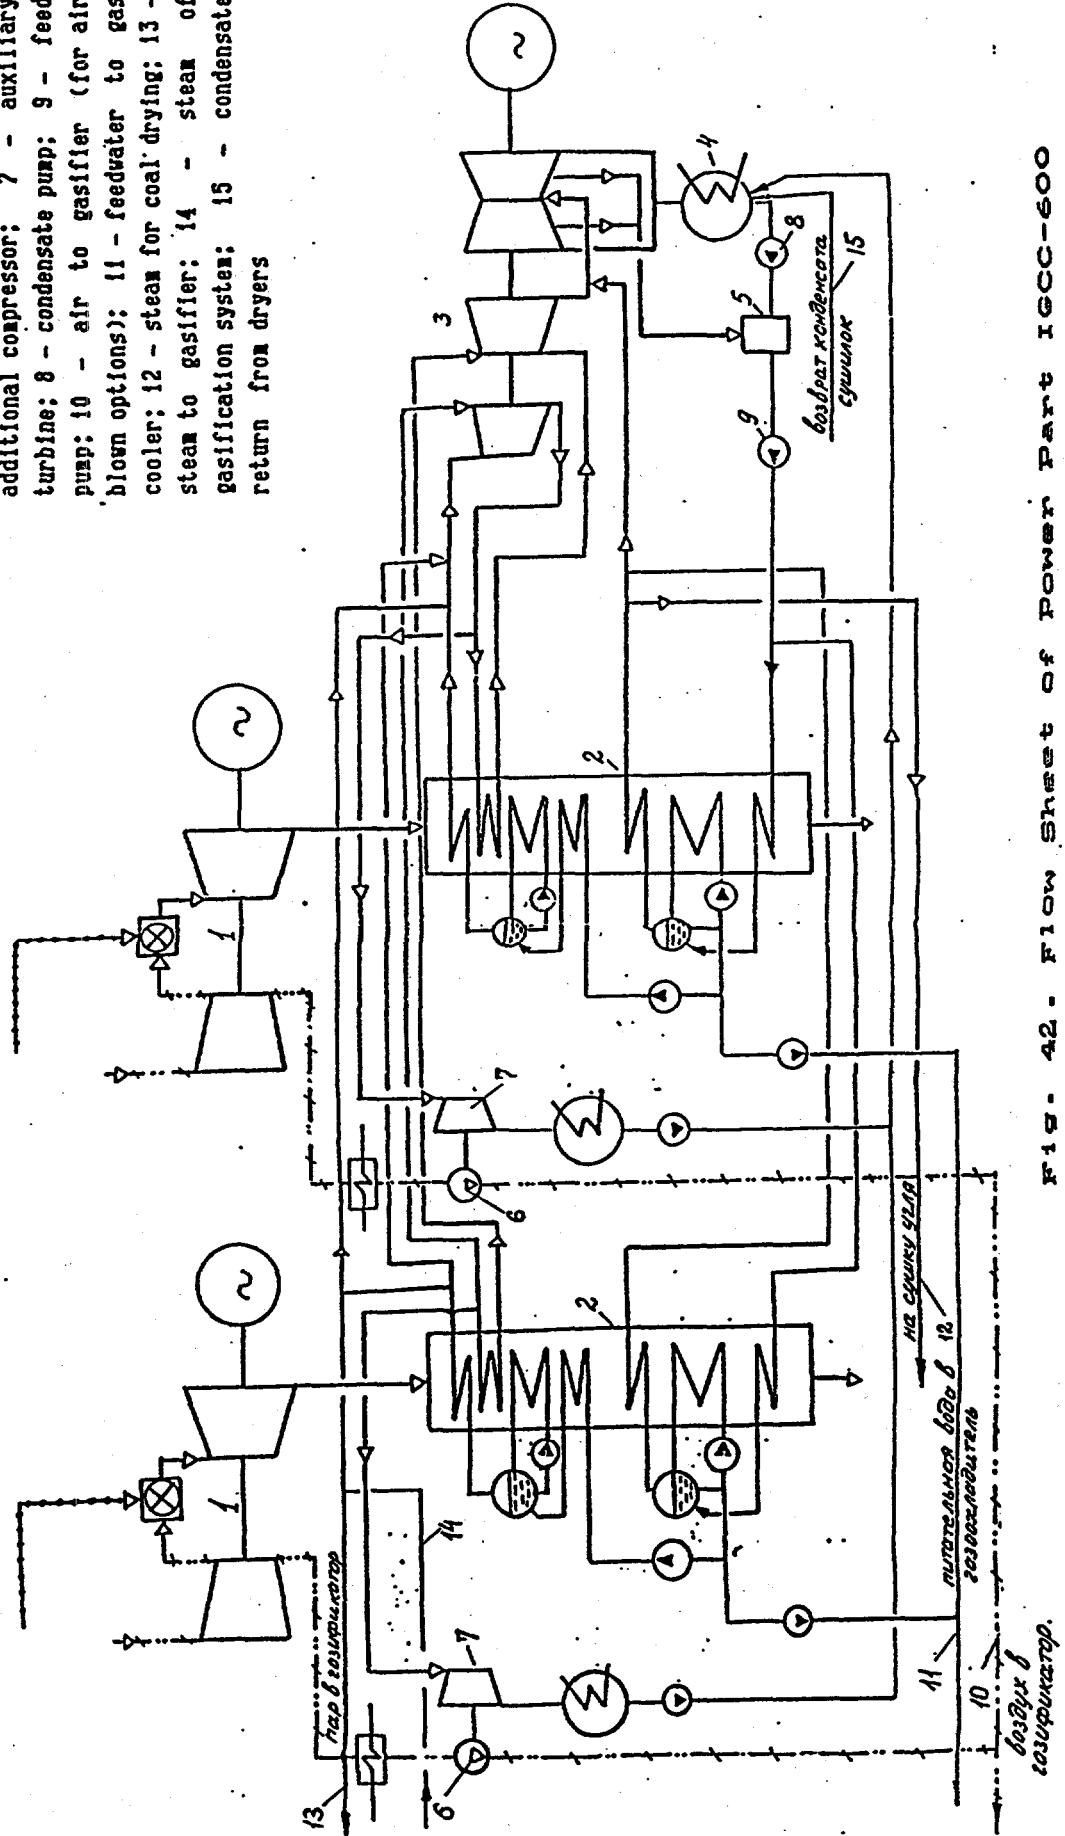 additional compressor; 7 - auxiliary
turbine; 8 - condensate pump; 9 - feed
pump; 10 - air to gasifier (for air
blown options); 11 - feedwater to gas
cooler; 12 - steam for coal drying; 13 -
steam to gasifier; 14 - steam of
gasification system; 15 - condensate
return from dryers
~
~
~
1
1
2
2
3
4
5
6
6
7
7
8
9
возврат конденсата
сушилок
15
на сушку угля
12
питательная вода в
газоохладитель
11
10
воздух в
газификатор.
пар в газификатор
13
14
Fig. 42. Flow Sheet of Power Part IGCC-600